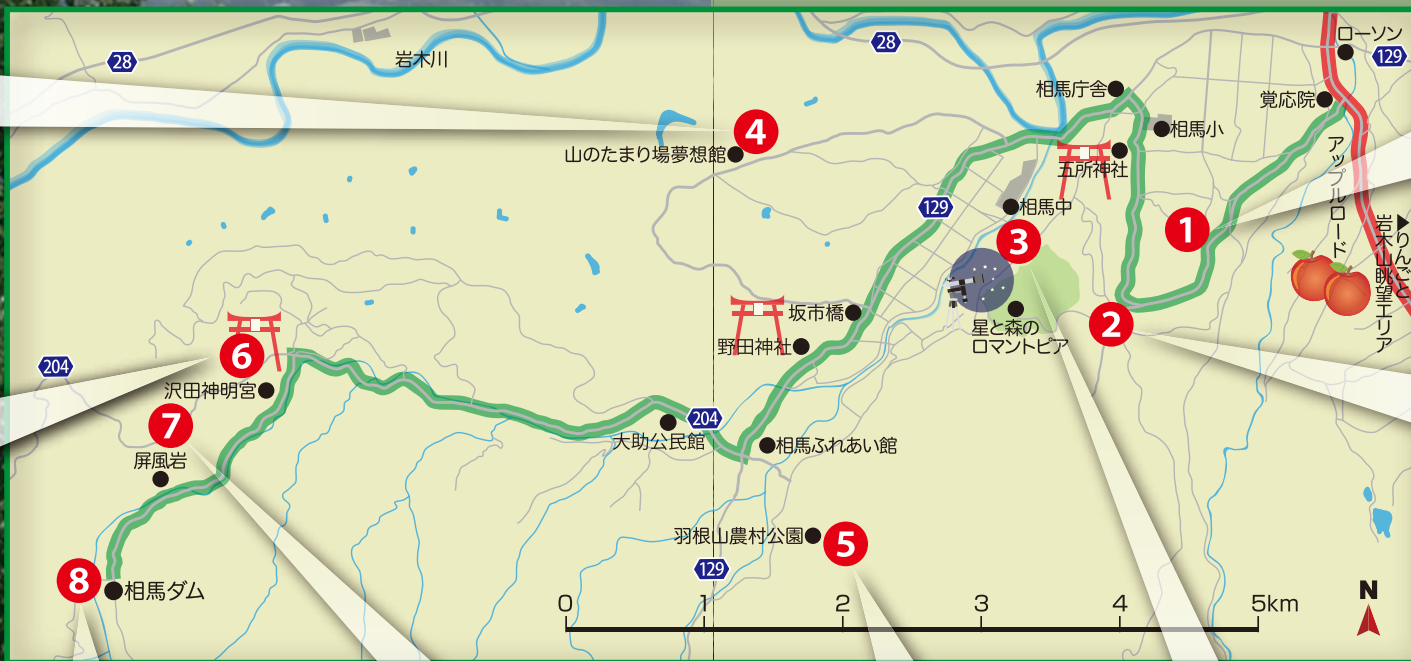 28
岩木川
28
ローソン
129
相馬庁舎
覚応院
4
相馬小
山のたまり場夢想館
五所神社
アップルロード
129
相馬中
1
3
▶りんごと
岩木山眺望エリア
坂市橋
星と森の
ロマントピア
2
6
野田神社
204
沢田神明宮
7
204
大助公民館
相馬ふれあい館
屏風岩
羽根山農村公園
5
129
8
相馬ダム
N
0 1 2 3 4 5km